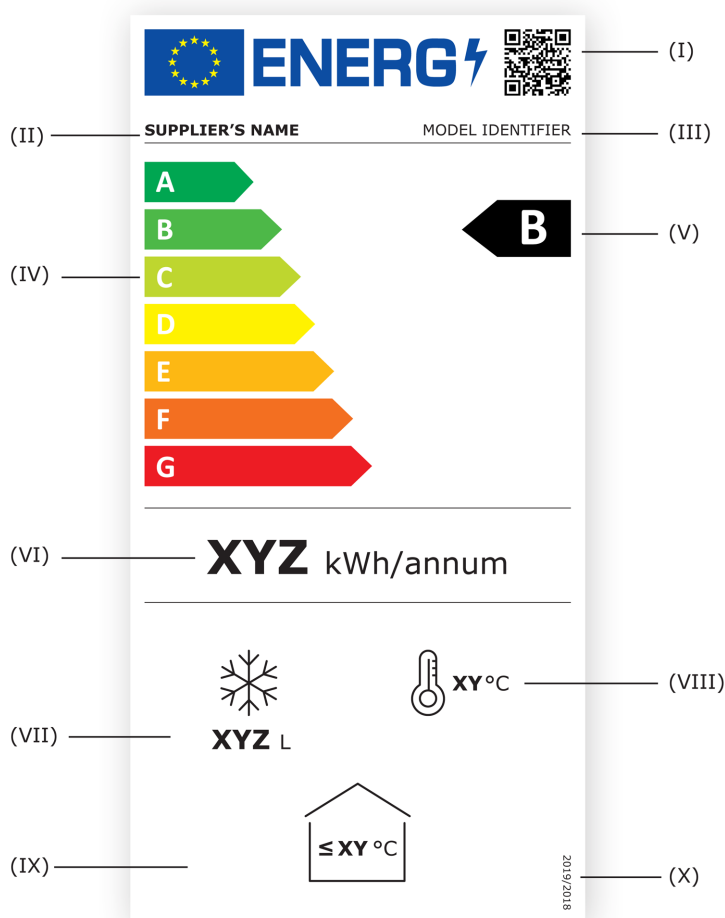 ENERG
(I)
(II)
SUPPLIER'S NAME
MODEL IDENTIFIER
(III)
A
B
B
(V)
(IV)
C
D
E
F
G
(VI)
XYZ kWh/annum
XY°C
(VIII)
(VII)
XYZ L
≤ XY °C
(IX)
2019/2018
(X)